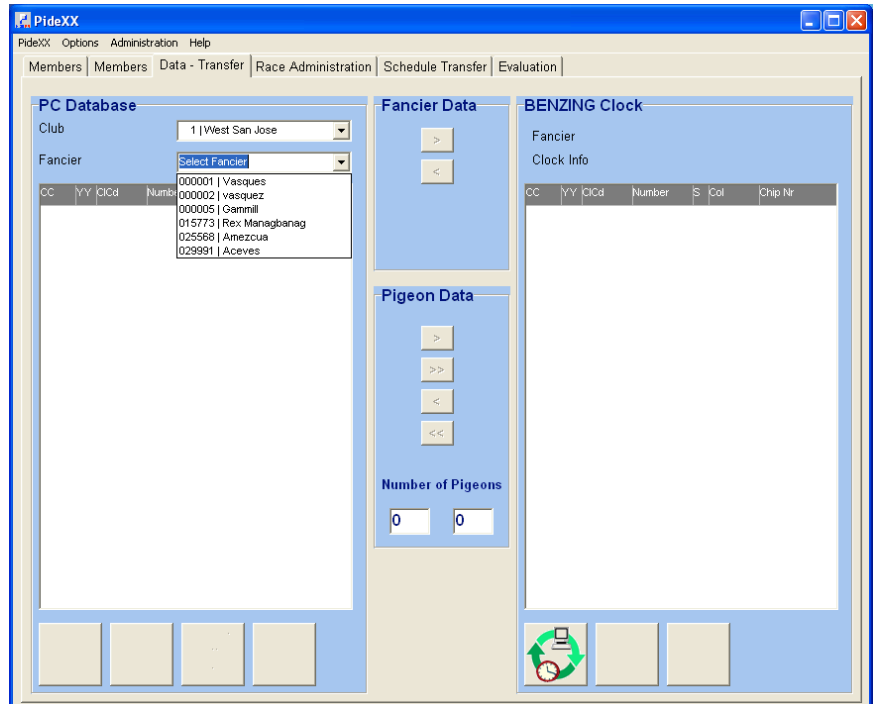 PideXX
PideXX Options Administration Help
Members Members Data - Transfer Race Administration Schedule Transfer Evaluation
PC Database
Club 1 | West San Jose
Fancier Select Fancier
000001 | Vasques
000002 | vasquez
000005 | Gammill
015773 | Rex Managbanag
025568 | Amezcua
029991 | Aceves
CC YY ClCd
Fancier Data
>
<
Pigeon Data
>
>>
<
<<
Number of Pigeons
0 0
BENZING Clock
Fancier
Clock Info
CC YY ClCd Number S Col Chip Nr